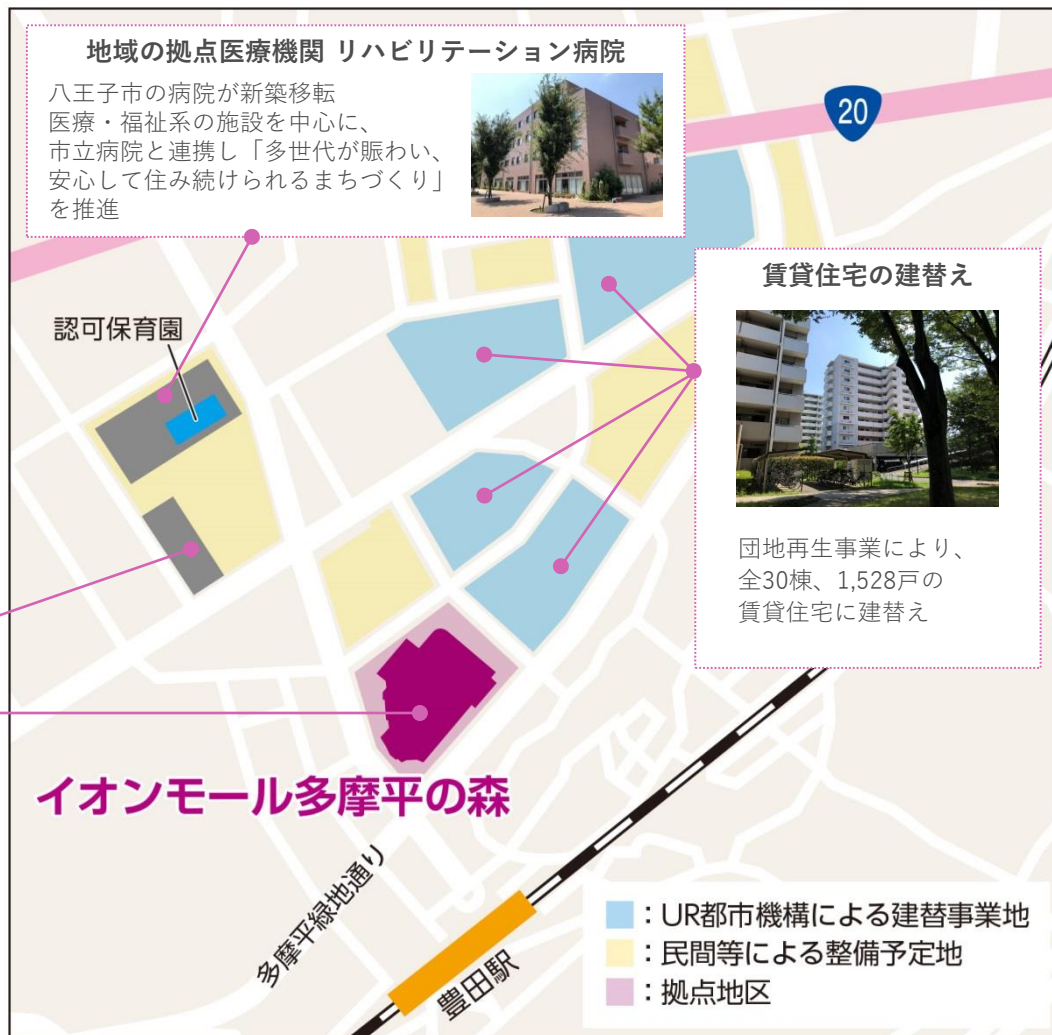 地域の拠点医療機関 リハビリテーション病院
八王子市の病院が新築移転
医療・福祉系の施設を中心に、
市立病院と連携し「多世代が賑わい、
安心して住み続けられるまちづくり」
を推進
20
賃貸住宅の建替え
団地再生事業により、
全30棟、1,528戸の
賃貸住宅に建替え
認可保育園
イオンモール多摩平の森
多摩平緑地通り
豊田駅
：UR都市機構による建替事業地
：民間等による整備予定地
：拠点地区